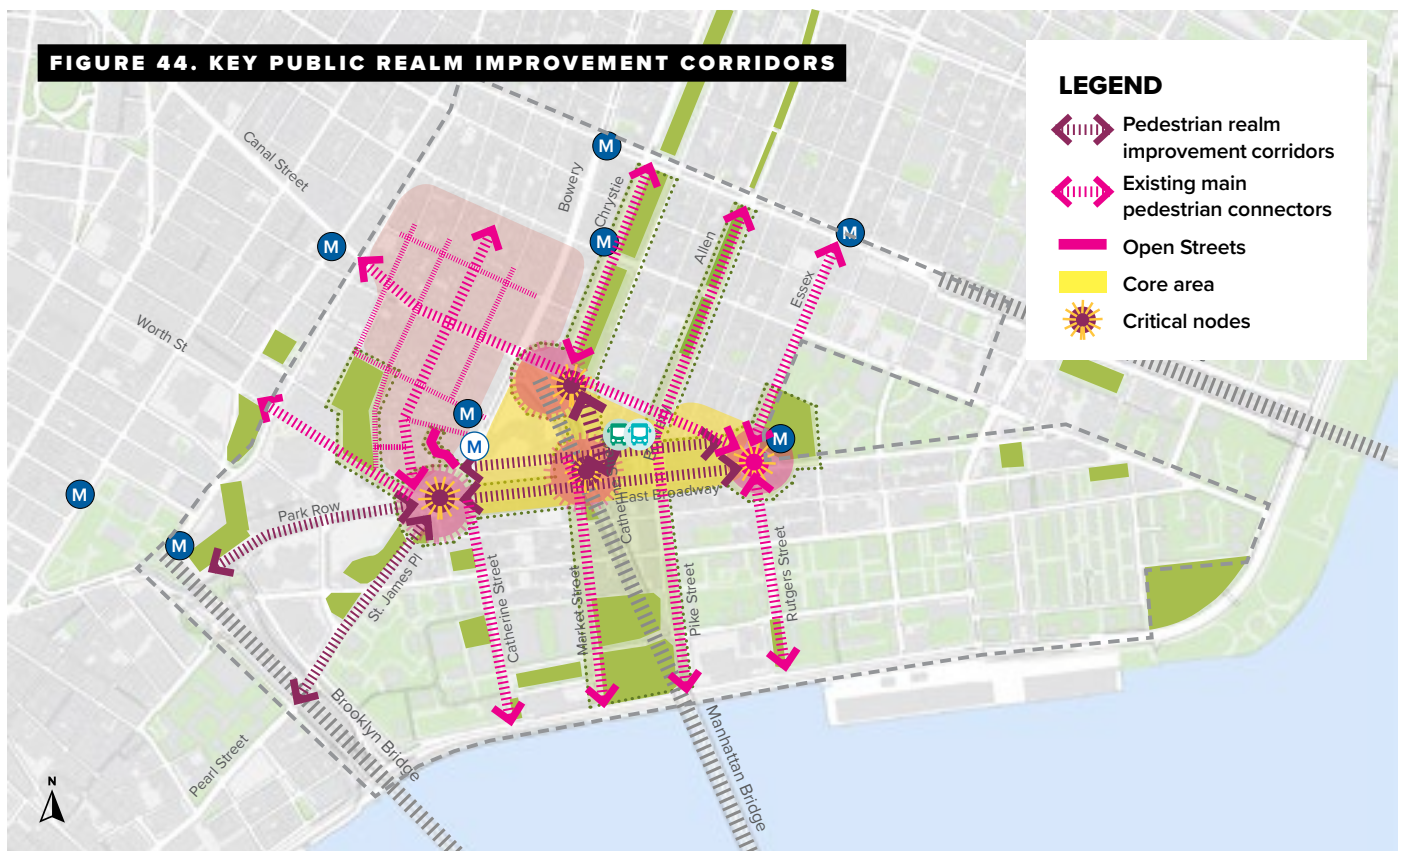 FIGURE 44. KEY PUBLIC REALM IMPROVEMENT CORRIDORS
LEGEND
Pedestrian realm
improvement corridors
Existing main
pedestrian connectors
Open Streets
Core area
Critical nodes
Canal Street
Bowery
Chrystie
Allen
Essex
Worth St
M
M
M
M
M
M
M
M
M
Park Row
East Broadway
Catherine
St. James Pl
Catherine Street
Market Street
Pike Street
Rutgers Street
Brooklyn Bridge
Manhattan Bridge
Pearl Street
N